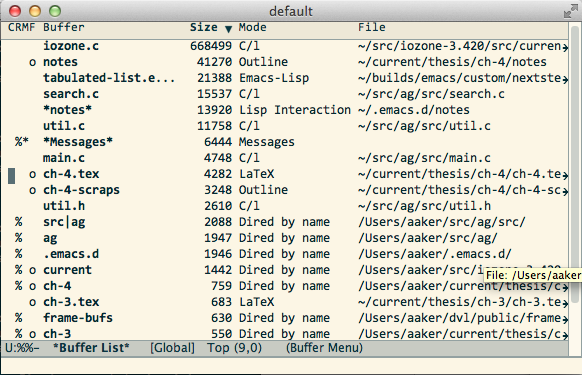 default
CRMF Buffer Size ▼ Mode File
iozone.c 668499 C/l ~/src/iozone-3.420/src/curren→
o notes 41270 Outline ~/current/thesis/ch-4/notes
tabulated-list.e... 21388 Emacs-Lisp ~/builds/emacs/custom/nextste→
search.c 15537 C/l ~/src/ag/src/search.c
*notes* 13920 Lisp Interaction ~/.emacs.d/notes
util.c 11758 C/l ~/src/ag/src/util.c
%* *Messages* 6444 Messages
main.c 4748 C/l ~/src/ag/src/main.c
o ch-4.tex 4282 LaTeX ~/current/thesis/ch-4/ch-4.te→
o ch-4-scraps 3248 Outline ~/current/thesis/ch-4/ch-4-sc→
util.h 2610 C/l ~/src/ag/src/util.h
% src|ag 2088 Dired by name /Users/aaker/src/ag/src/
% ag 1947 Dired by name /Users/aaker/src/ag/
% .emacs.d 1946 Dired by name /Users/aaker/.emacs.d/
% o current 1442 Dired by name /Users/aaker/src/
File: /Users/aaker
% o ch-4 759 Dired by name /Users/aaker/current/thesis/c→
o ch-3.tex 683 LaTeX ~/current/thesis/ch-3/ch-3.te→
% frame-bufs 630 Dired by name /Users/aaker/dvl/public/frame→
% o ch-3 550 Dired by name /Users/aaker/current/thesis/c→
U:%%- *Buffer List* [Global] Top (9,0) (Buffer Menu)